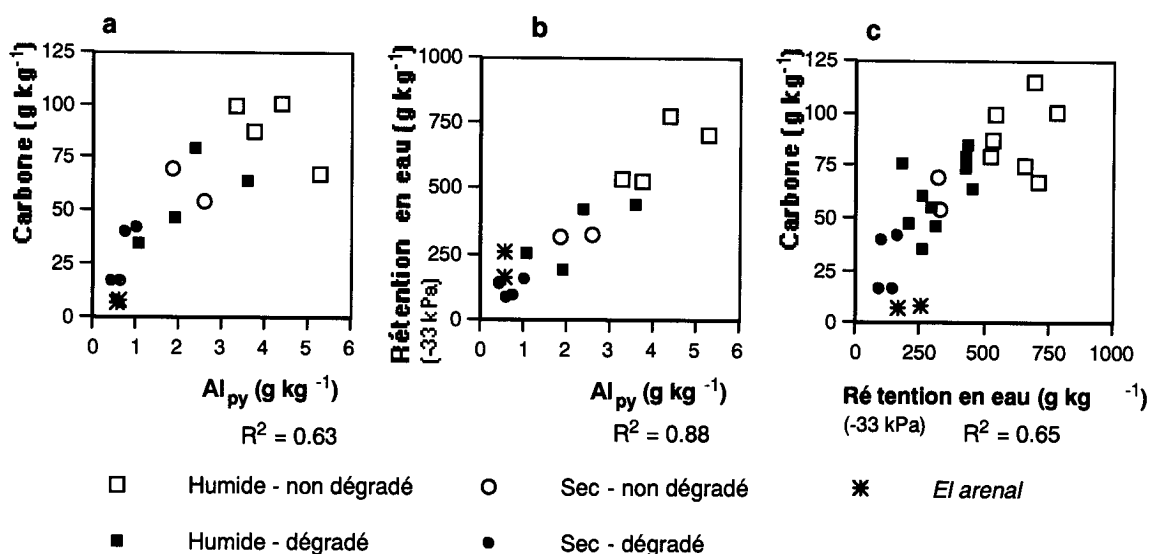 a
Carbone (g kg -1)
125
100
75
50
25
0
0 1 2 3 4 5 6
Al py (g kg -1)
R2 = 0.63
b
Rétention en eau (g kg -1)
(-33 kPa)
1000
750
500
250
0
0 1 2 3 4 5 6
Al py (g kg -1)
R2 = 0.88
c
Carbone (g kg -1)
125
100
75
50
25
0
0 250 500 750 1000
Ré tention en eau (g kg -1)
(-33 kPa) R2 = 0.65
Humide - non dégradé Sec - non dégradé El arenal
Humide - dégradé Sec - dégradé